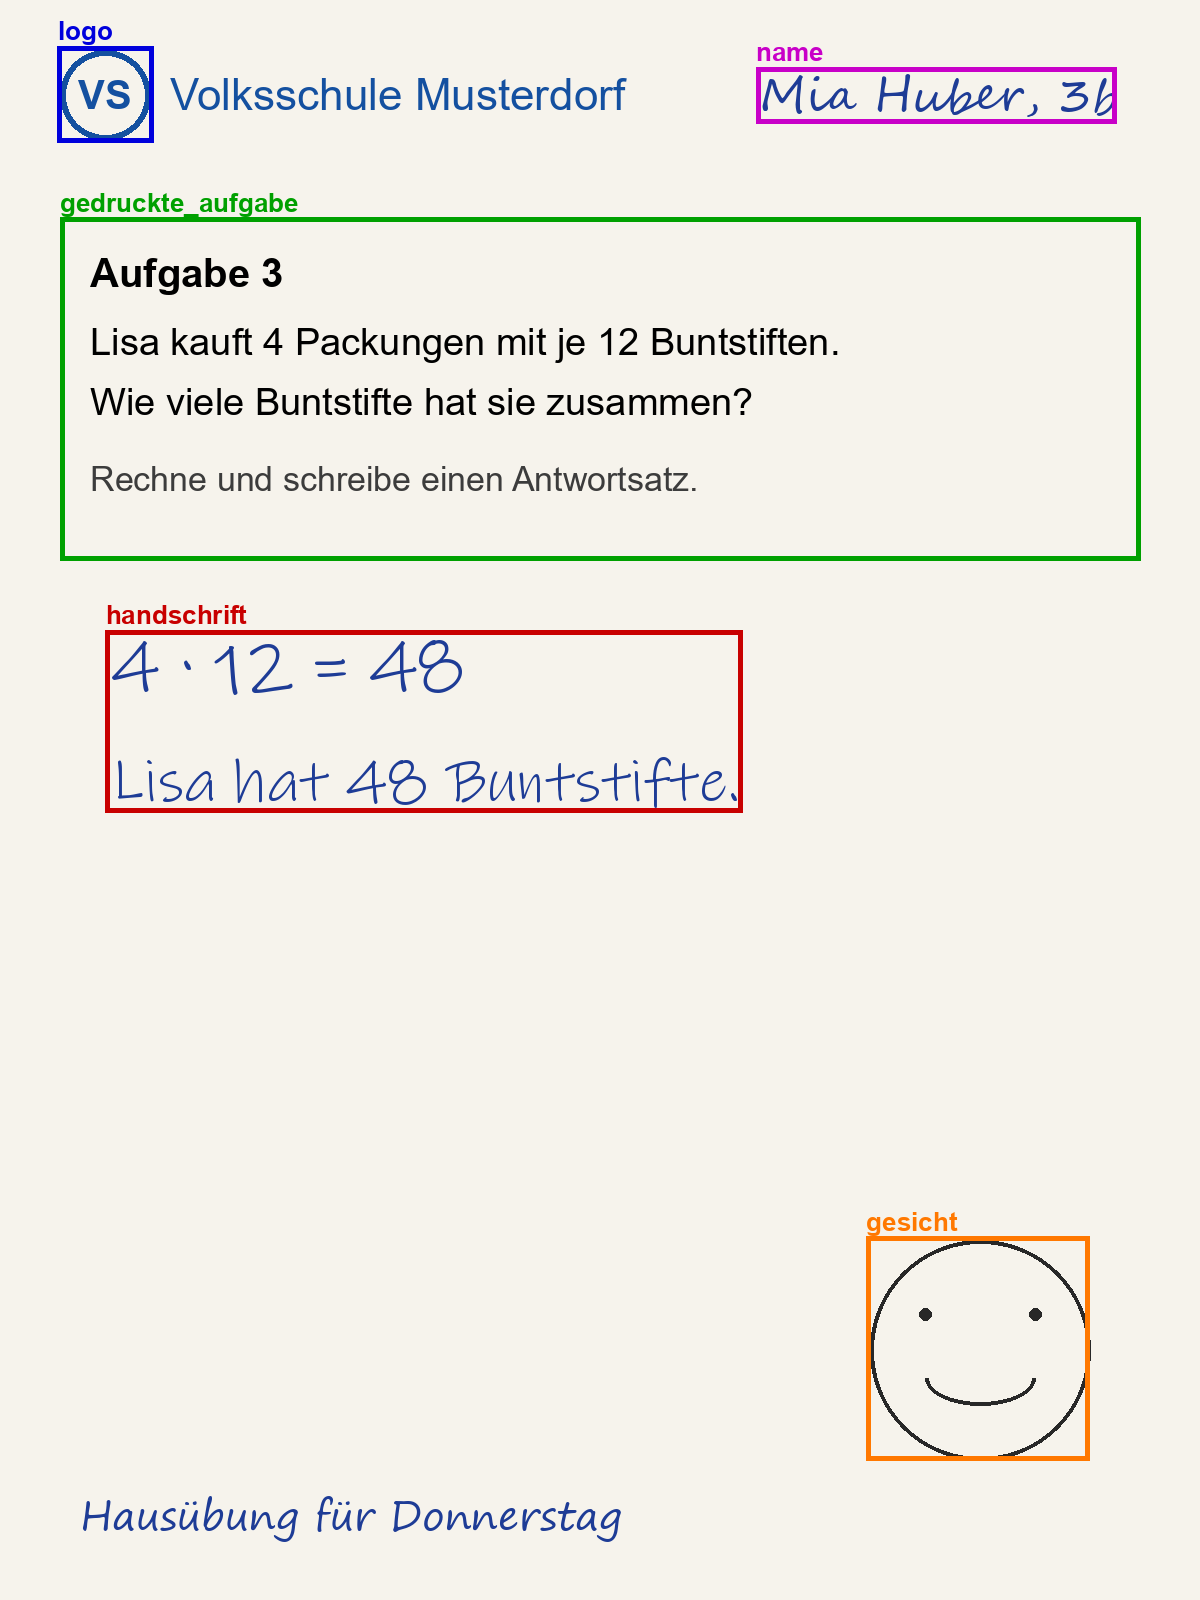 logo
VS
Volksschule Musterdorf
name
Mia Huber, 3b
gedruckte_aufgabe
Aufgabe 3
Lisa kauft 4 Packungen mit je 12 Buntstiften.
Wie viele Buntstifte hat sie zusammen?
Rechne und schreibe einen Antwortsatz.
handschrift
4 · 12 = 48
Lisa hat 48 Buntstifte.
gesicht
Hausübung für Donnerstag